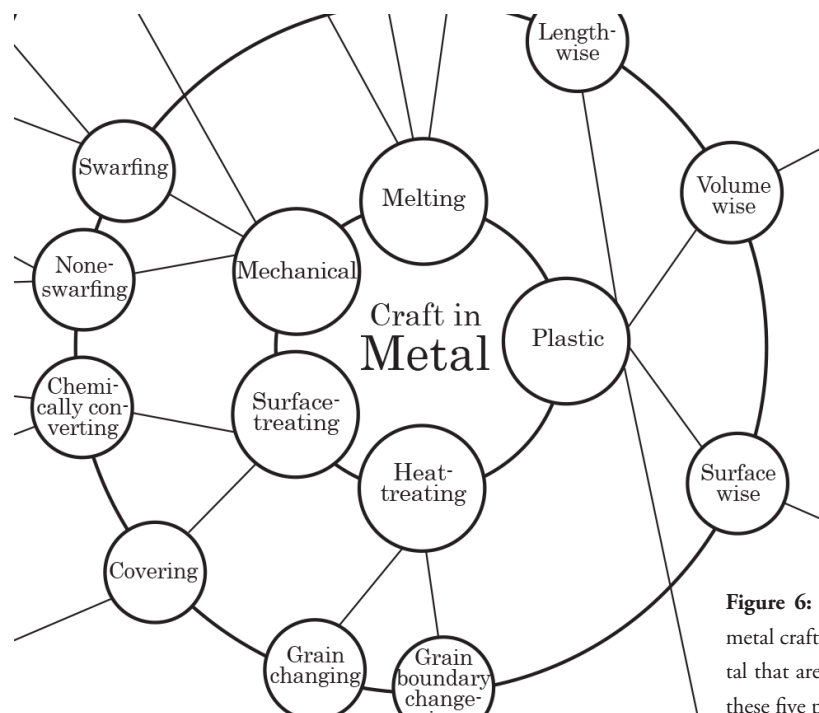 Length-
wise
Swarfing
Melting
Volume
wise
None-
swarfing
Mechanical
Craft in
Metal
Plastic
Chemi-
cally con-
verting
Surface-
treating
Heat-
treating
Surface
wise
Covering
Grain
changing
Grain
boundary
change-
Figure 6:
metal craft
tal that are
these five p